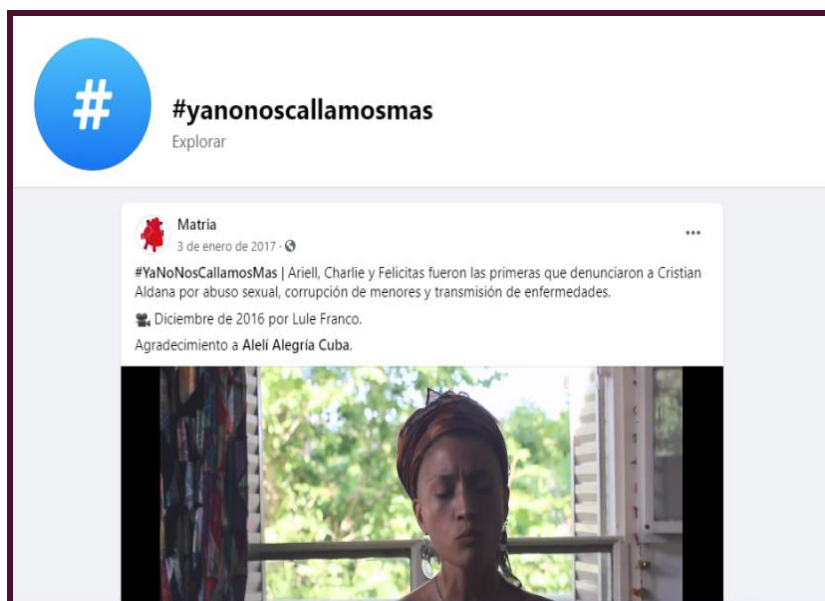 #
#yanonoscallamosmas
Explorar
Matria
3 de enero de 2017 ·
#YaNoNosCallamosMas | Ariell, Charlie y Felicitas fueron las primeras que denunciaron a Cristian
Aldana por abuso sexual, corrupción de menores y transmisión de enfermedades.
Diciembre de 2016 por Lule Franco.
Agradecimiento a Alelí Alegría Cuba.